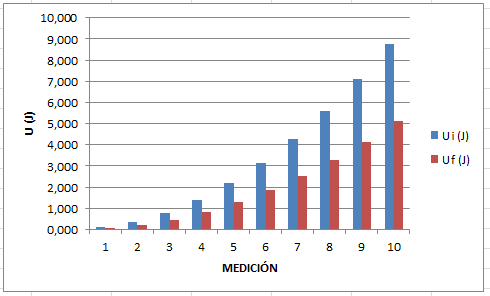 10,000
9,000
8,000
7,000
6,000
5,000
4,000
3,000
2,000
1,000
0,000
U (J)
1 2 3 4 5 6 7 8 9 10
MEDICIÓN
U i (J)
U f (J)